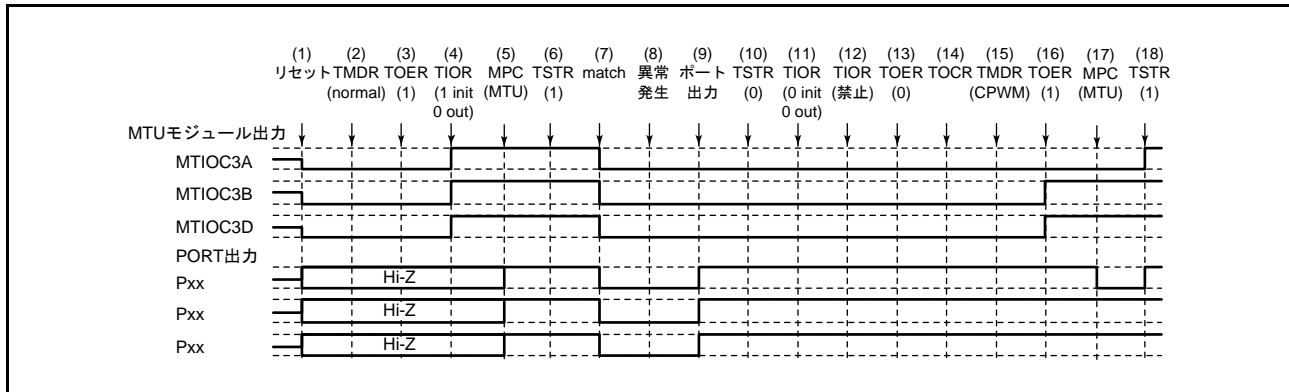 (1) (2) (3) (4) (5) (6) (7) (8) (9) (10) (11) (12) (13) (14) (15) (16) (17) (18)
リセット TMDR TOER TIOR MPC TSTR match 異常 ポート TSTR TIOR TIOR TOER TOCR TMDR TOER MPC TSTR
(normal) (1) (1 init (MTU) (1) 発生 出力 (0) (0 init (禁止) (0) (CPWM) (1) (MTU) (1)
0 out) 0 out)
MTUモジュール出力
MTIOC3A
MTIOC3B
MTIOC3D
PORT出力
Pxx Hi-Z
Pxx Hi-Z
Pxx Hi-Z